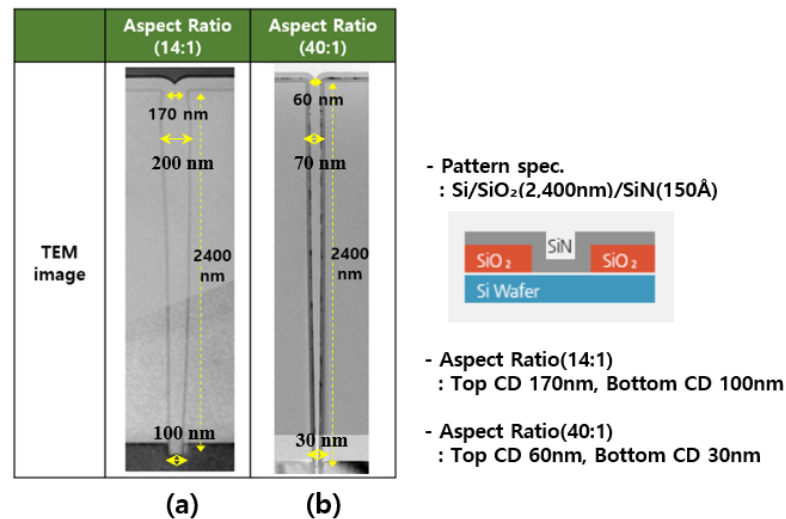 Aspect Ratio
(14:1)
Aspect Ratio
(40:1)
TEM
image
170 nm
200 nm
2400
nm
100 nm
60 nm
70 nm
2400
nm
30 nm
(a)
(b)
- Pattern spec.
: Si/SiO₂(2,400nm)/SiN(150Å)
SiN
SiO₂
SiO₂
Si Wafer
- Aspect Ratio(14:1)
: Top CD 170nm, Bottom CD 100nm
- Aspect Ratio(40:1)
: Top CD 60nm, Bottom CD 30nm